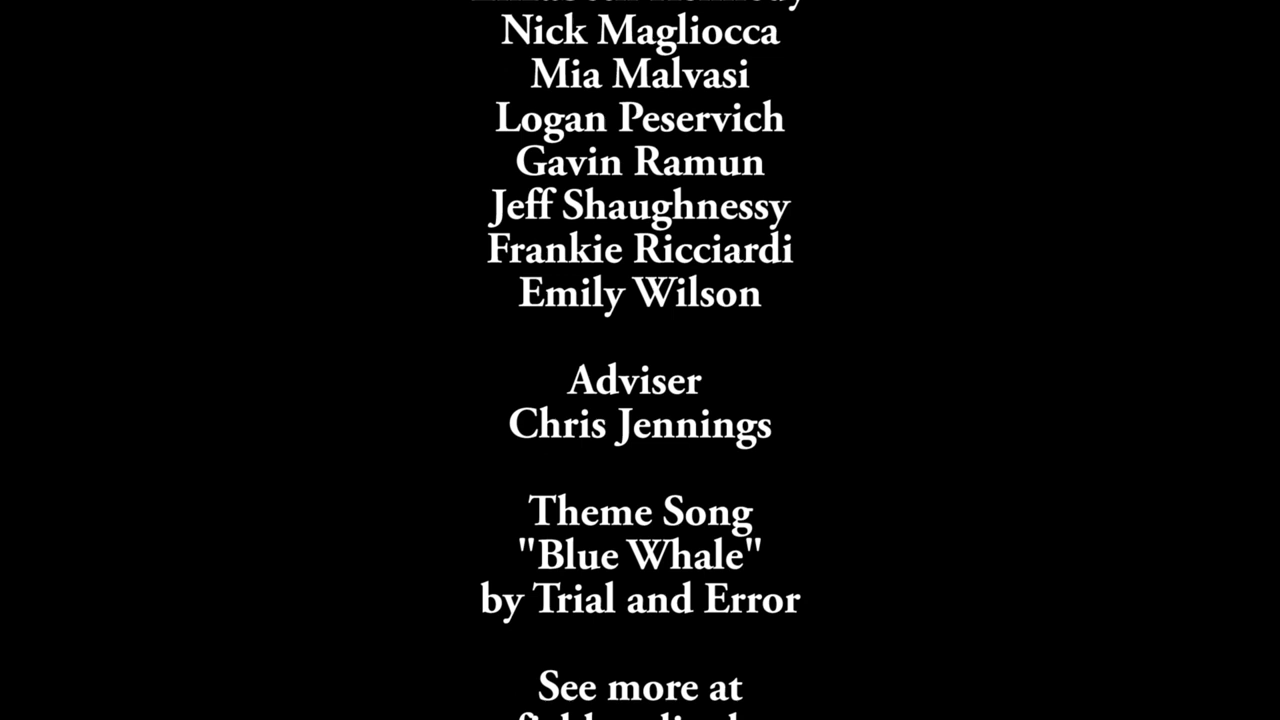 Nick Magliocca
Mia Malvasi
Logan Peservich
Gavin Ramun
Jeff Shaughnessy
Frankie Ricciardi
Emily Wilson
Adviser
Chris Jennings
Theme Song
"Blue Whale"
by Trial and Error
See more at